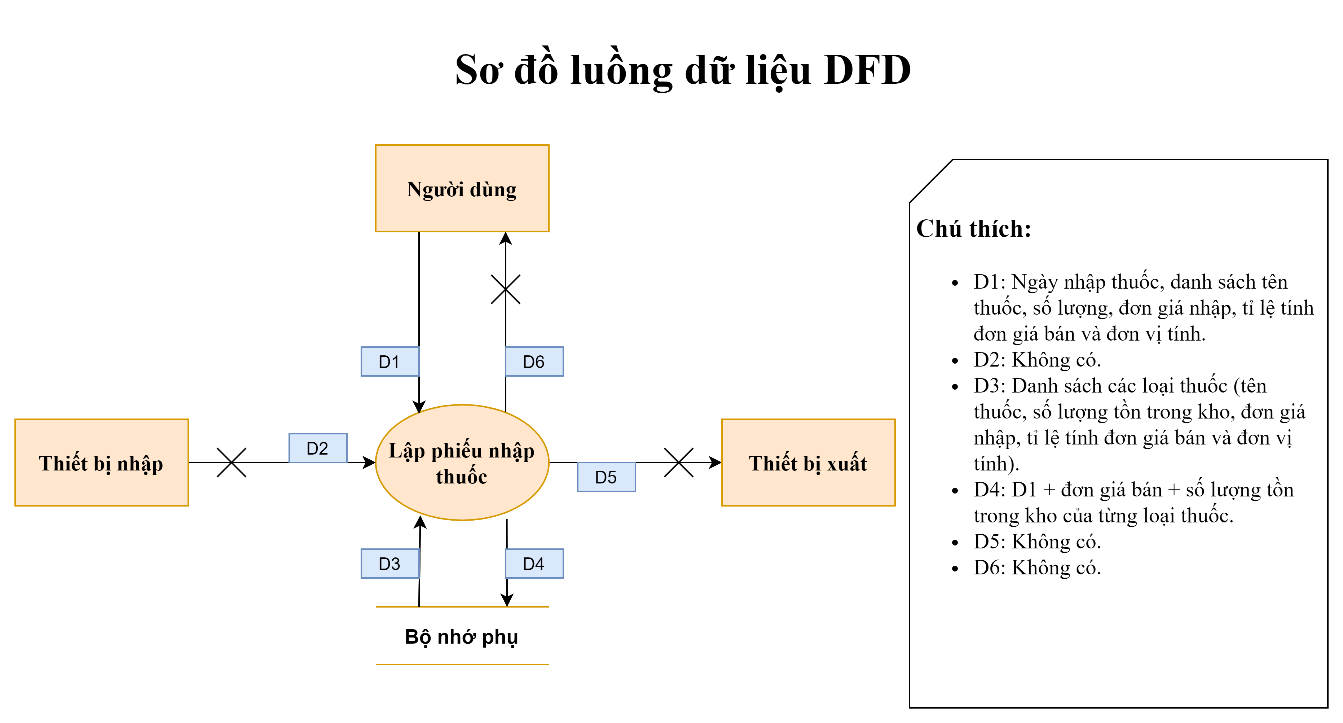 Sơ đồ luồng dữ liệu DFD
Người dùng
D1
D6
Thiết bị nhập
D2
Lập phiếu nhập
thuốc
D5
Thiết bị xuất
D3
D4
Bộ nhớ phụ
Chú thích:
• D1: Ngày nhập thuốc, danh sách tên
thuốc, số lượng, đơn giá nhập, tỉ lệ tính
đơn giá bán và đơn vị tính.
• D2: Không có.
• D3: Danh sách các loại thuốc (tên
thuốc, số lượng tồn trong kho, đơn giá
nhập, tỉ lệ tính đơn giá bán và đơn vị
tính).
• D4: D1 + đơn giá bán + số lượng tồn
trong kho của từng loại thuốc.
• D5: Không có.
• D6: Không có.